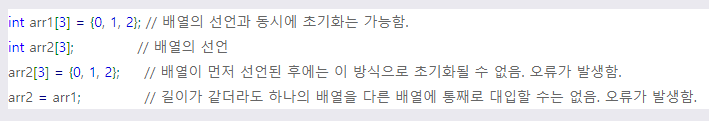 int arr1[3] = {0, 1, 2}; // 배열의 선언과 동시에 초기화는 가능함.
int arr2[3]; // 배열의 선언
arr2[3] = {0, 1, 2}; // 배열이 먼저 선언된 후에는 이 방식으로 초기화될 수 없음. 오류가 발생함.
arr2 = arr1; // 길이가 같더라도 하나의 배열을 다른 배열에 통째로 대입할 수는 없음. 오류가 발생함.